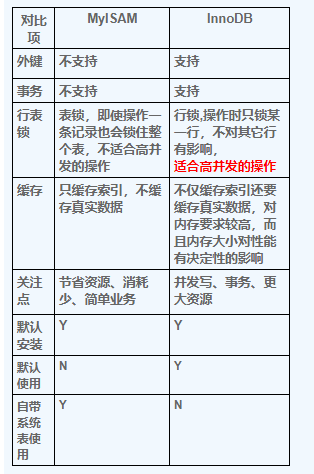 对比项 MyISAM InnoDB
外键 不支持 支持
事务 不支持 支持
行表锁 表锁，即使操作一条记录也会锁住整个表，不适合高并发的操作 行锁,操作时只锁某一行，不对其它行有影响，适合高并发的操作
缓存 只缓存索引，不缓存真实数据 不仅缓存索引还要缓存真实数据，对内存要求较高，而且内存大小对性能有决定性的影响
关注点 节省资源、消耗少、简单业务 并发写、事务、更大资源
默认安装 Y Y
默认使用 N Y
自带系统表使用 Y N